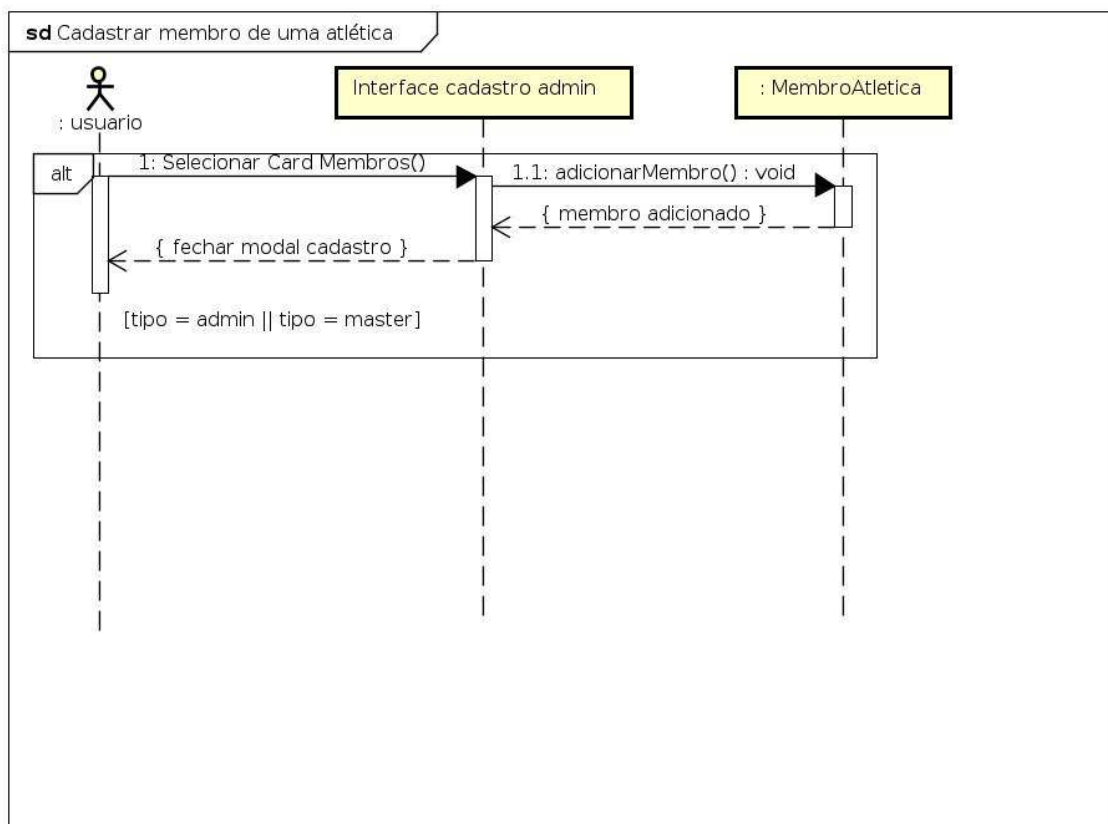 sd Cadastrar membro de uma atlética
: usuario
Interface cadastro admin
: MembroAtletica
alt
1: Selecionar Card Membros()
1.1: adicionarMembro() : void
{ membro adicionado }
{ fechar modal cadastro }
[tipo = admin || tipo = master]